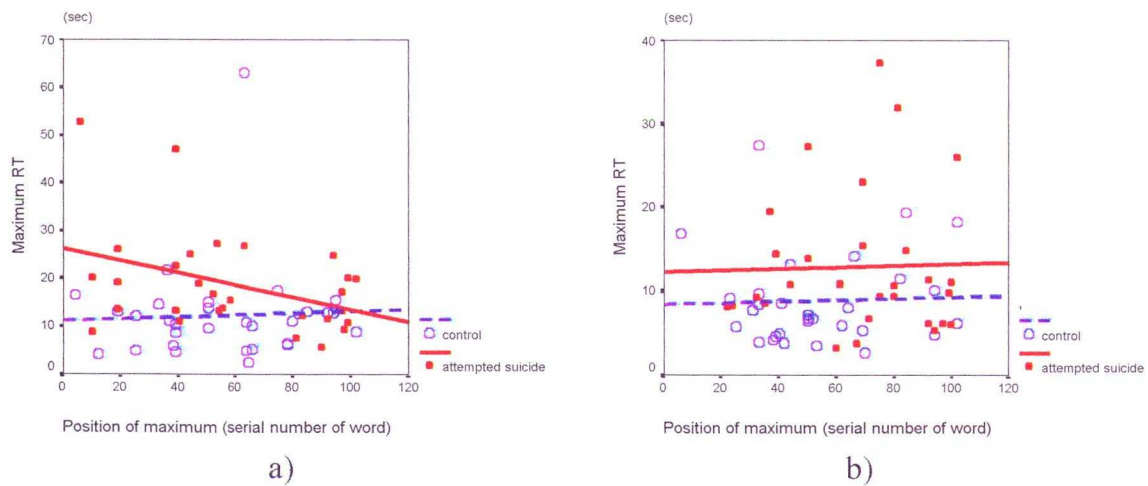 (sec)
70
60
50
40
30
20
10
0
Maximum RT
0 20 40 60 80 100 120
Position of maximum (serial number of word)
control
attempted suicide
a)
(sec)
40
30
20
10
0
Maximum RT
0 20 40 60 80 100 120
Position of maximum (serial number of word)
control
attempted suicide
b)